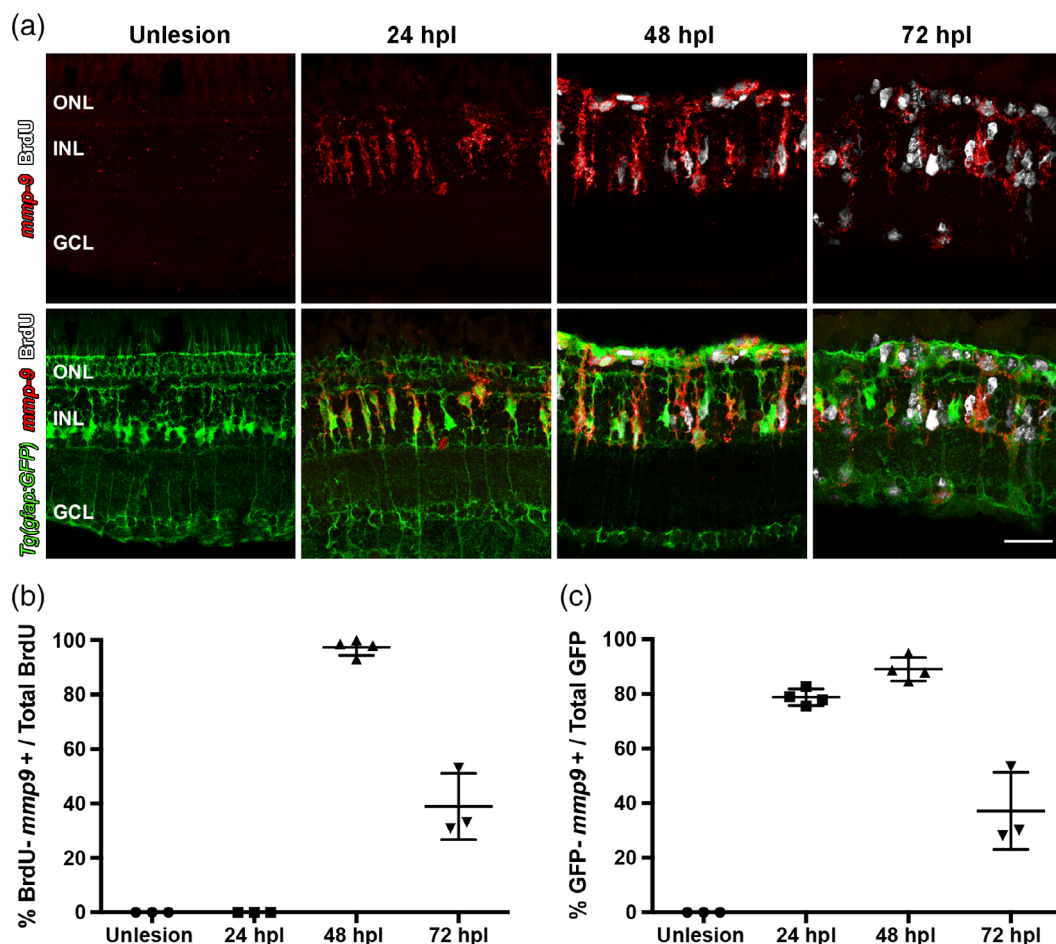 (a)
Unlesion 24 hpl 48 hpl 72 hpl
mmp-9 BrdU
ONL
INL
GCL
Tg(gfap:GFP) mmp-9 BrdU
ONL
INL
GCL
(b)
% BrdU- mmp9 + / Total BrdU
100
80
60
40
20
0
Unlesion 24 hpl 48 hpl 72 hpl
(c)
% GFP- mmp9 + / Total GFP
100
80
60
40
20
0
Unlesion 24 hpl 48 hpl 72 hpl